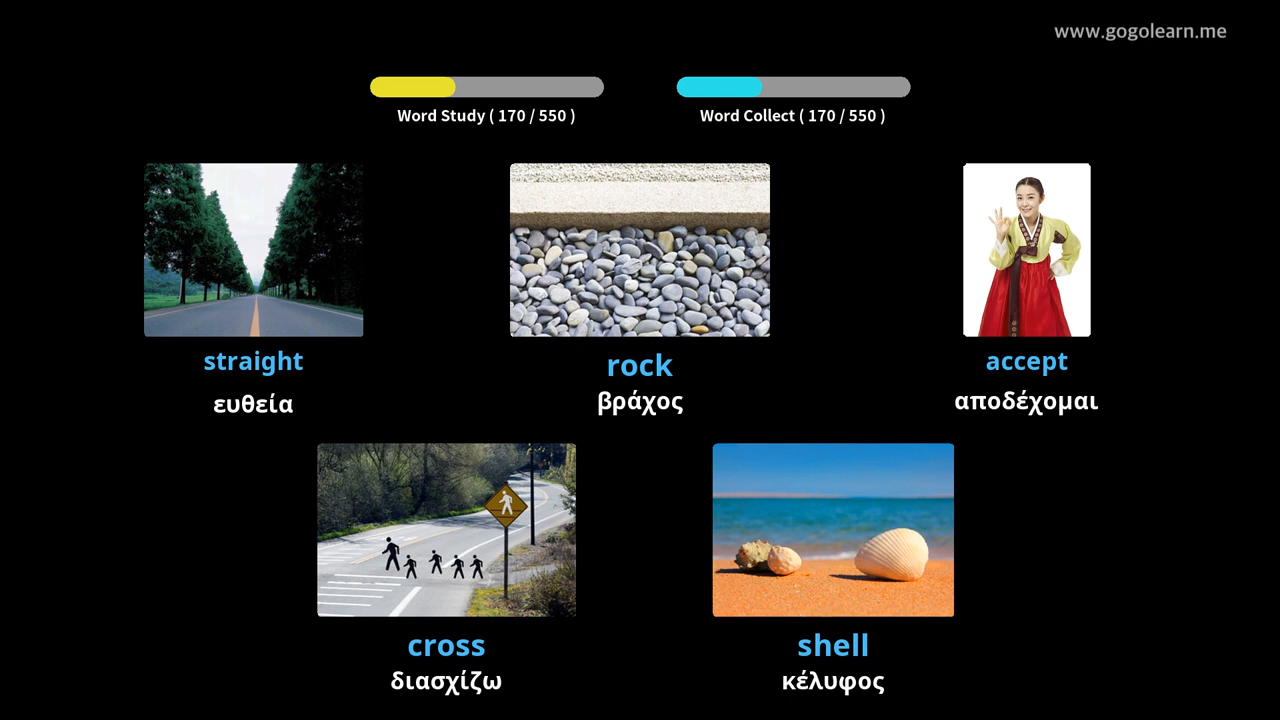 www.gogolearn.me
Word Study ( 170 / 550 )
Word Collect ( 170 / 550 )
straight
ευθεία
rock
βράχος
accept
αποδέχομαι
cross
διασχίζω
shell
κέλυφος